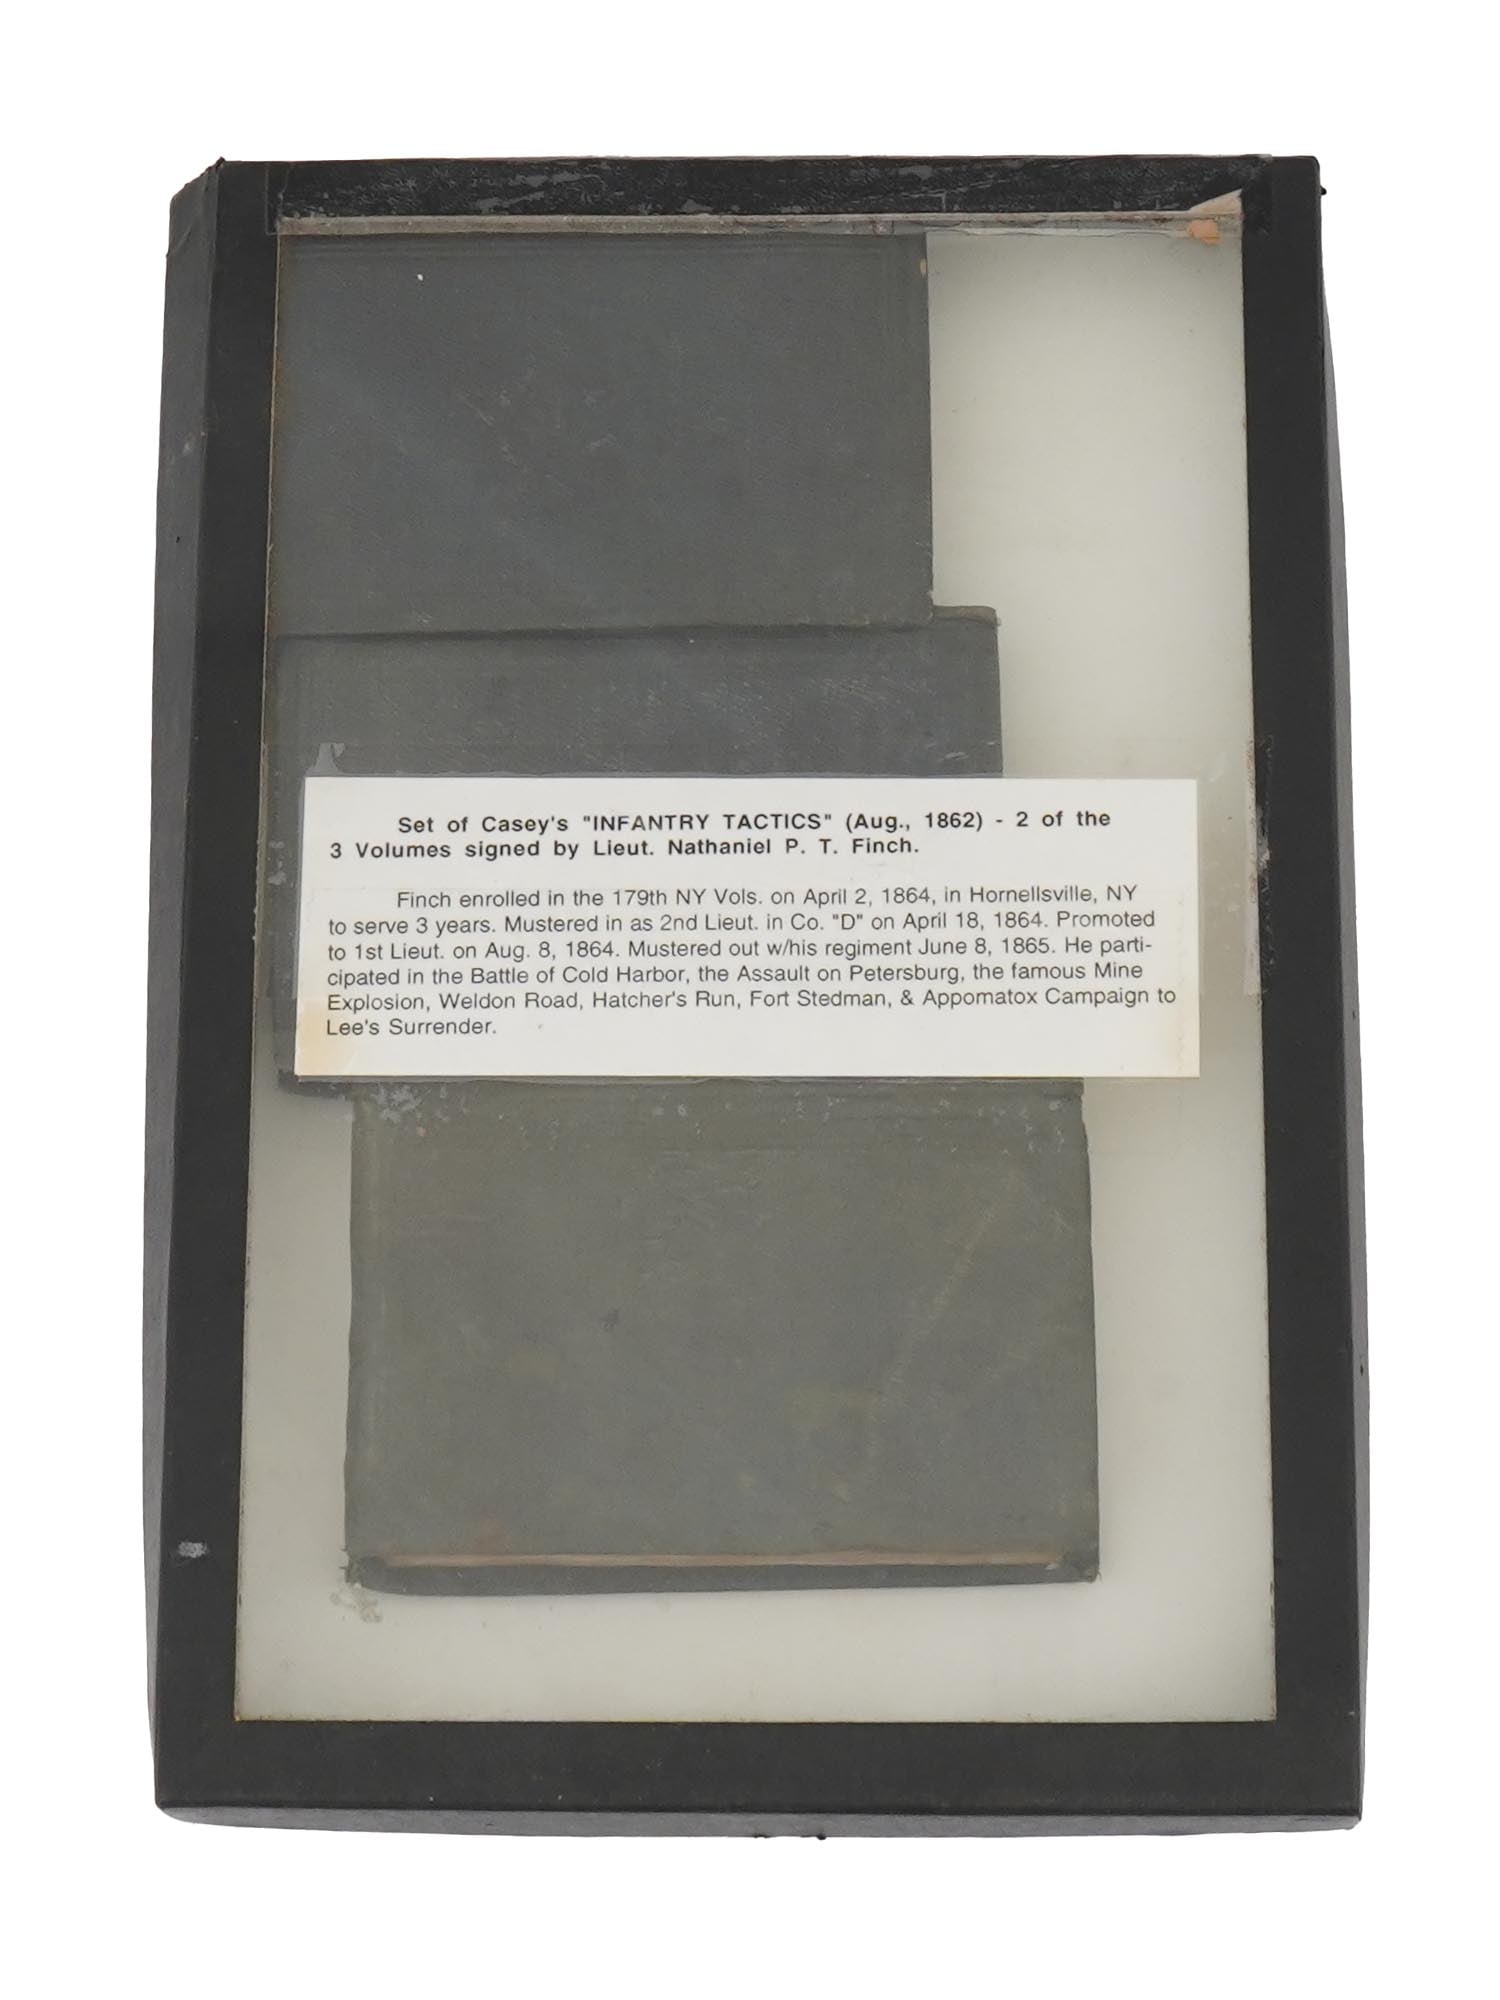 Set of Casey's "INFANTRY TACTICS" (Aug., 1862) - 2 of the
3 Volumes signed by Lieut. Nathaniel P. T. Finch.
Finch enrolled in the 179th NY Vols. on April 2, 1864, in Hornellsville, NY
to serve 3 years. Mustered in as 2nd Lieut. in Co. "D" on April 18, 1864. Promoted
to 1st Lieut. on Aug. 8, 1864. Mustered out w/his regiment June 8, 1865. He parti-
cipated in the Battle of Cold Harbor, the Assault on Petersburg, the famous Mine
Explosion, Weldon Road, Hatcher's Run, Fort Stedman, & Appomatox Campaign to
Lee's Surrender.